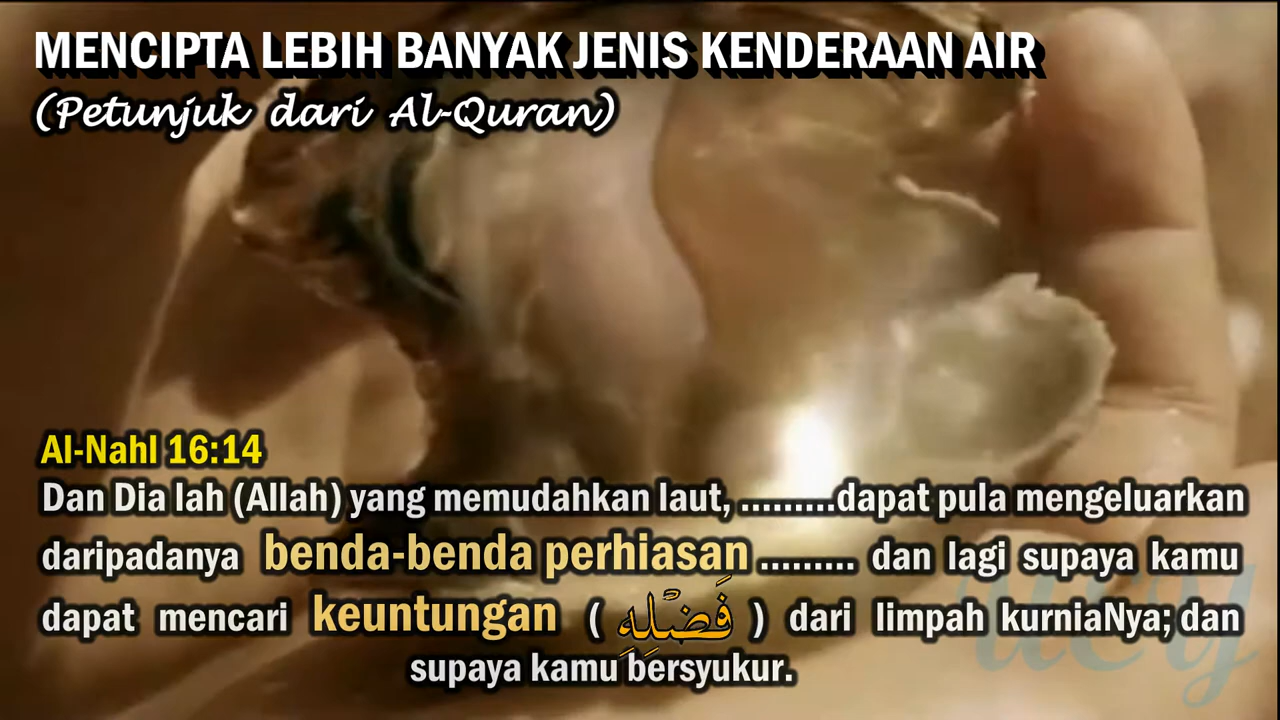 MENCIPTA LEBIH BANYAK JENIS KENDERAAN AIR
(Petunjuk dari Al-Quran)
Al-Nahl 16:14
Dan Dia lah (Allah) yang memudahkan laut, .........dapat pula mengeluarkan
daripadanya benda-benda perhiasan ......... dan lagi supaya kamu
dapat mencari keuntungan ( فَضْلِهِ ) dari limpah kurniaNya; dan
supaya kamu bersyukur.
ucy